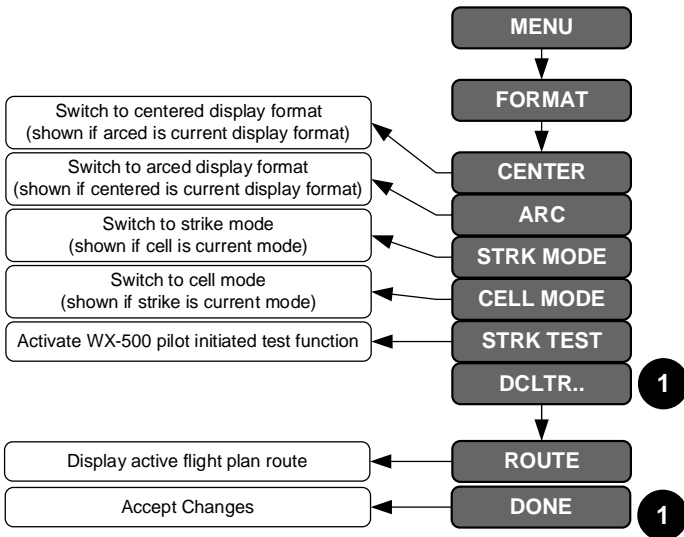 MENU
FORMAT
Switch to centered display format
(shown if arced is current display format)
CENTER
Switch to arced display format
(shown if centered is current display format)
ARC
Switch to strike mode
(shown if cell is current mode)
STRK MODE
Switch to cell mode
(shown if strike is current mode)
CELL MODE
Activate WX-500 pilot initiated test function
STRK TEST
DCLTR..
1
Display active flight plan route
ROUTE
Accept Changes
DONE
1